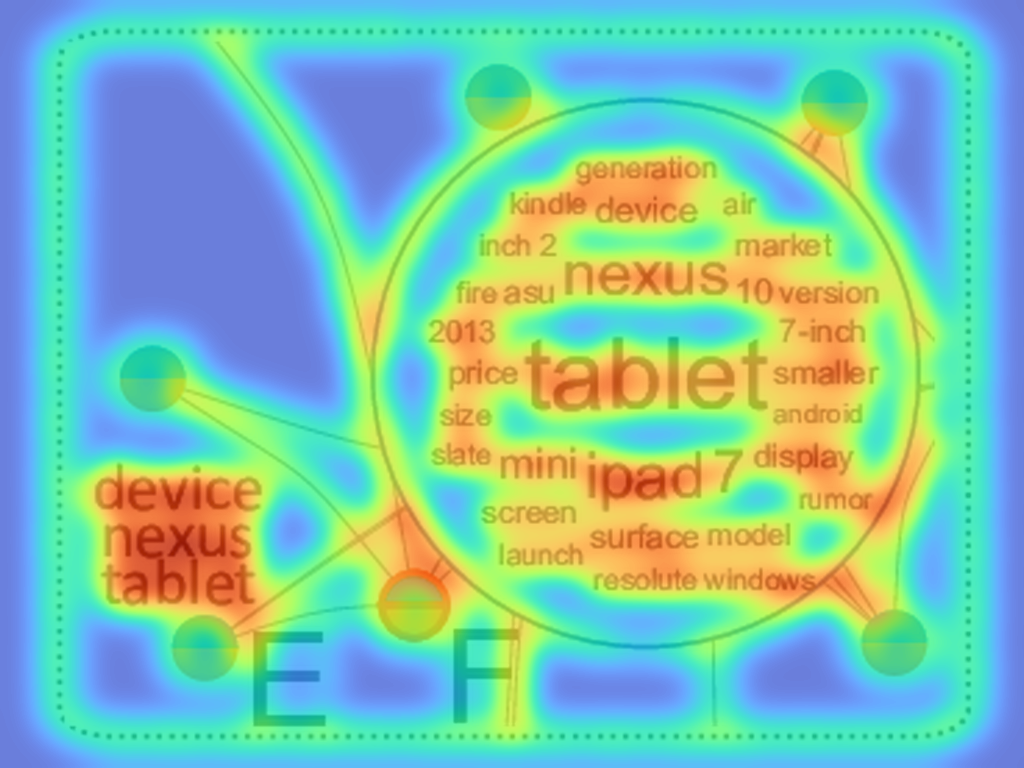 generation
kindle device air
inch 2 market
nexus
fire asu 10 version
2013 7-inch
price tablet smaller
size android
slate mini ipad 7 display
rumor
screen
surface model
launch
resolute windows
device
nexus
tablet
E F